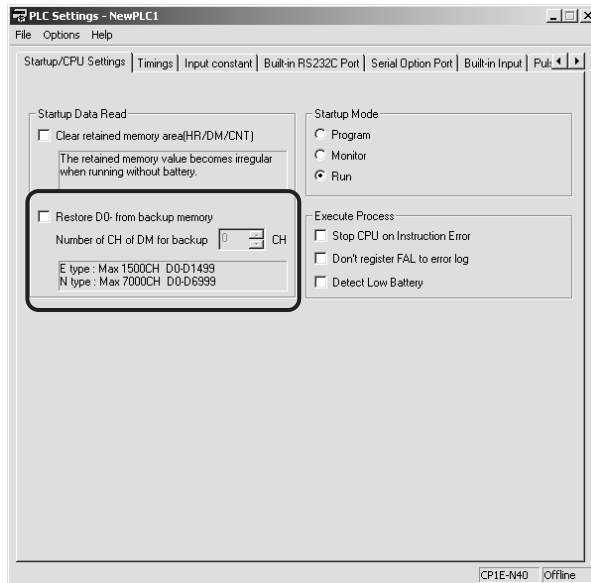 PLC Settings - NewPLC1
File Options Help
Startup/CPU Settings Timings Input constant Built-in RS232C Port Serial Option Port Built-in Input Pul
Startup Data Read
Clear retained memory area(HR/DM/CNT)
The retained memory value becomes irregular
when running without battery.
Restore D0- from backup memory
Number of CH of DM for backup 0 CH
E type : Max 1500CH D0-D1499
N type : Max 7000CH D0-D6999
Startup Mode
Program
Monitor
Run
Execute Process
Stop CPU on Instruction Error
Don't register FAL to error log
Detect Low Battery
CP1E-N40 Offline